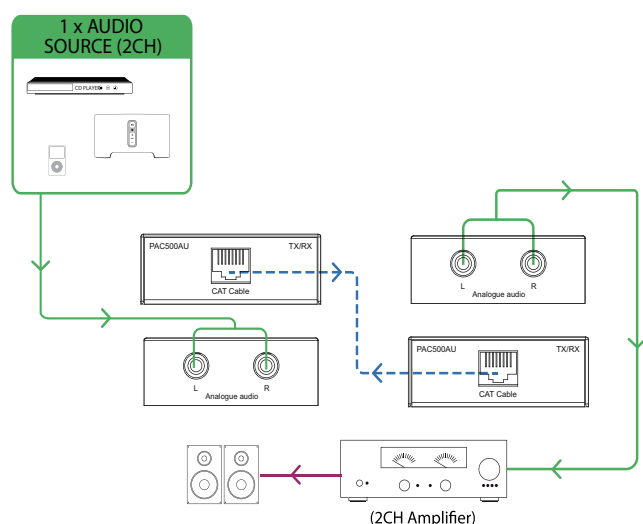 1 x AUDIO
SOURCE (2CH)
CD PLAYER
PAC500AU TX/RX
CAT Cable
L R
Analogue audio
L R
Analogue audio
PAC500AU TX/RX
CAT Cable
(2CH Amplifier)